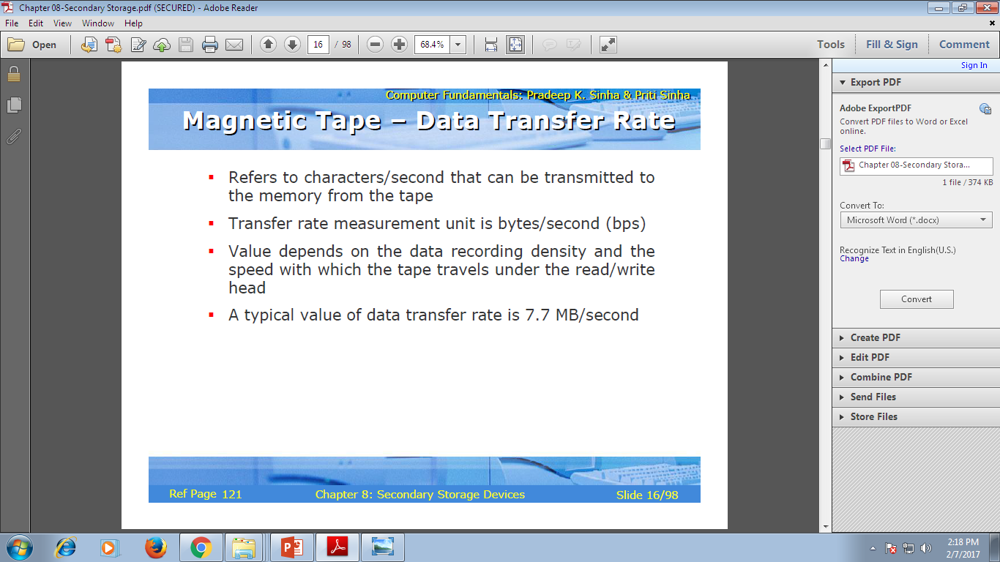 Chapter 08-Secondary Storage.pdf (SECURED) - Adobe Reader
File Edit View Window Help
Open 16 / 98 68.4% Tools Fill & Sign Comment
Sign In
Computer Fundamentals: Pradeep K. Sinha & Priti Sinha
Magnetic Tape – Data Transfer Rate
▪ Refers to characters/second that can be transmitted to
the memory from the tape
▪ Transfer rate measurement unit is bytes/second (bps)
▪ Value depends on the data recording density and the
speed with which the tape travels under the read/write
head
▪ A typical value of data transfer rate is 7.7 MB/second
Ref Page 121 Chapter 8: Secondary Storage Devices Slide 16/98
Export PDF
Adobe ExportPDF
Convert PDF files to Word or Excel
online.
Select PDF File:
Chapter 08-Secondary Stora...
1 file / 374 KB
Convert To:
Microsoft Word (*.docx)
Recognize Text in English(U.S.)
Change
Convert
Create PDF
Edit PDF
Combine PDF
Send Files
Store Files
2:18 PM
2/7/2017